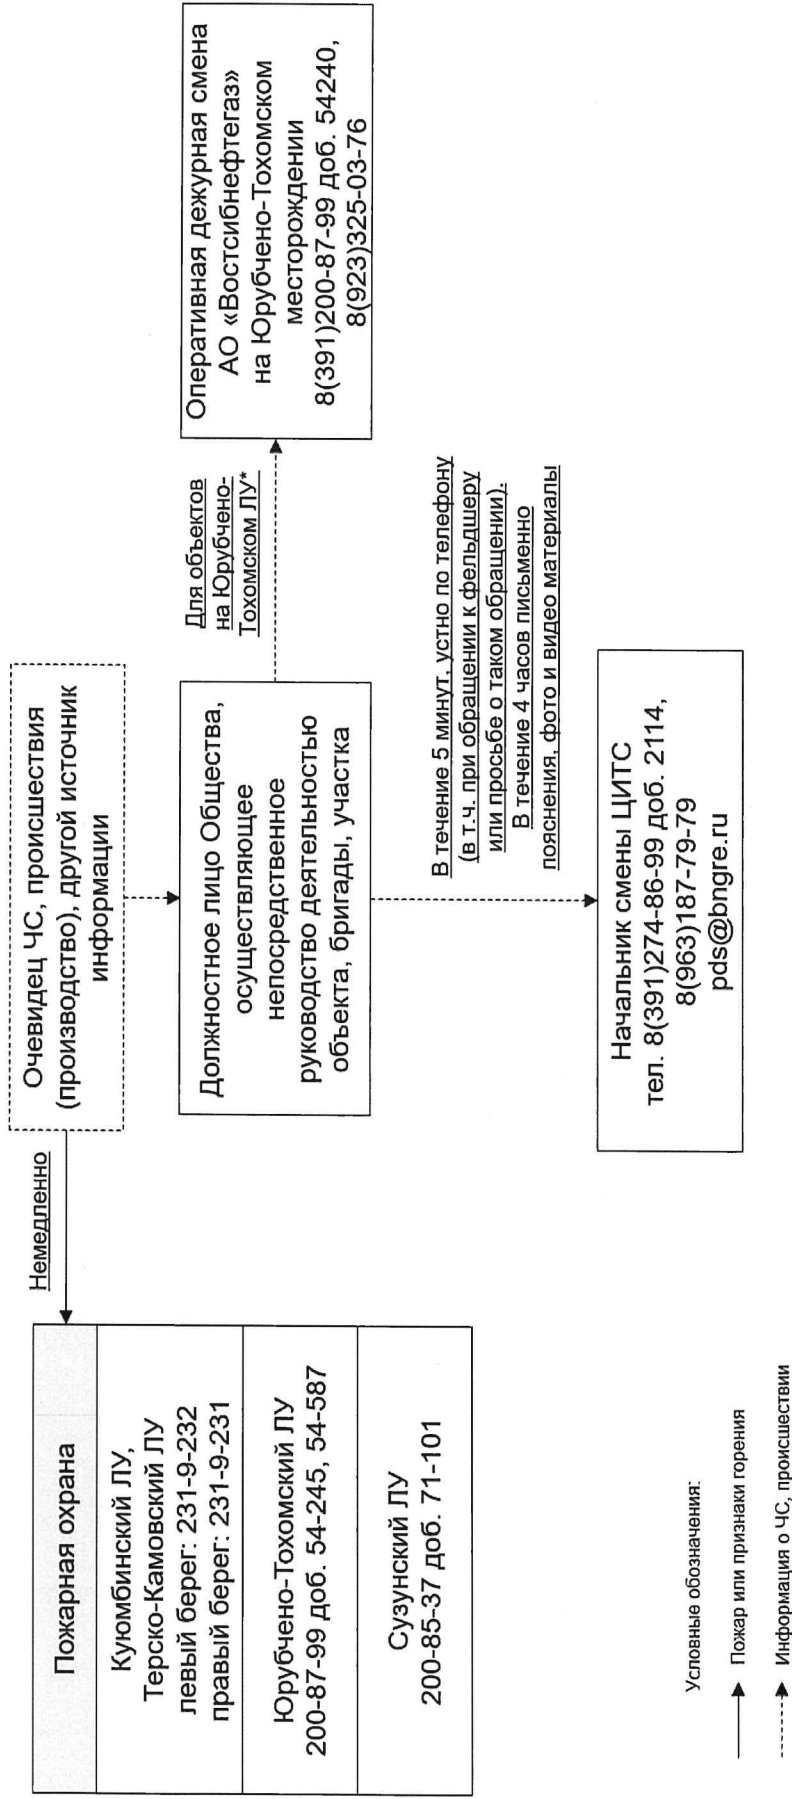 Очевидец ЧС, происшествия
(производство), другой источник
информации
Немедленно
Пожарная охрана
Куюмбинский ЛУ,
Терско-Камовский ЛУ
левый берег: 231-9-232
правый берег: 231-9-231
Юрубчено-Тохомский ЛУ
200-87-99 доб. 54-245, 54-587
Сузунский ЛУ
200-85-37 доб. 71-101
Должностное лицо Общества,
осуществляющее
непосредственное
руководство деятельностью
объекта, бригады, участка
Для объектов
на Юрубчено-
Тохомском ЛУ*
Оперативная дежурная смена
АО «Востсибнефтегаз»
на Юрубчено-Тохомском
месторождении
8(391)200-87-99 доб. 54240,
8(923)325-03-76
В течение 5 минут, устно по телефону
(в т.ч. при обращении к фельдшеру
или просьбе о таком обращении).
В течение 4 часов письменно
пояснения, фото и видео материалы
Начальник смены ЦИТС
тел. 8(391)274-86-99 доб. 2114,
8(963)187-79-79
pds@bngre.ru
Условные обозначения:
Пожар или признаки горения
Информация о ЧС, происшествии